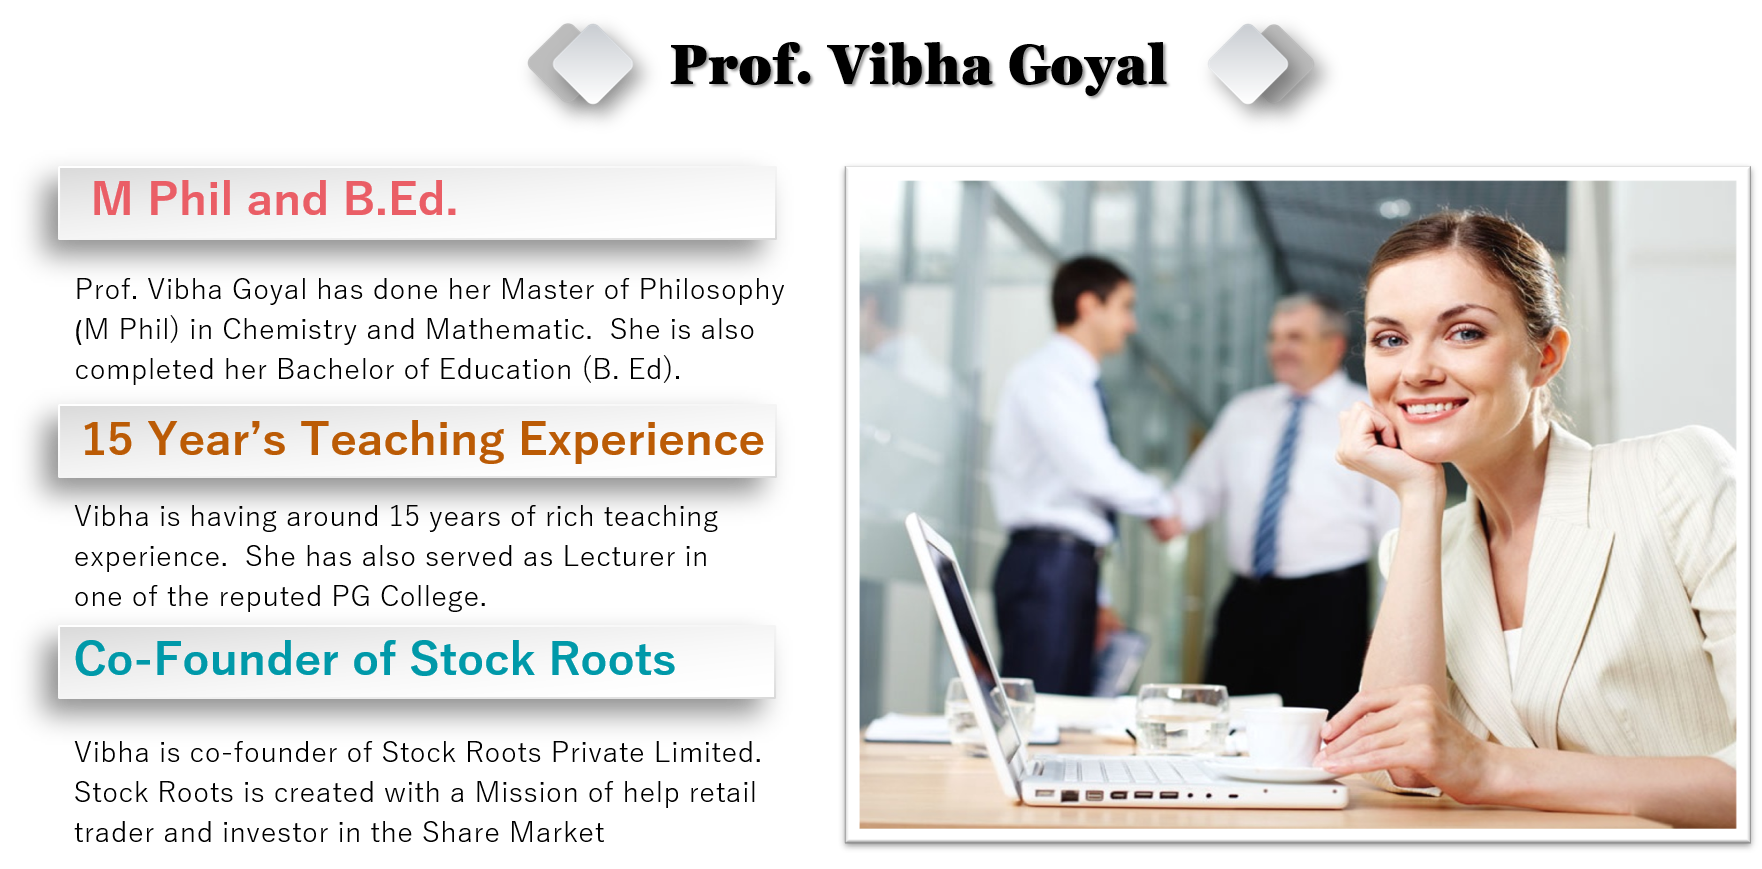 Prof. Vibha Goyal
M Phil and B.Ed.
Prof. Vibha Goyal has done her Master of Philosophy
(M Phil) in Chemistry and Mathematic.  She is also
completed her Bachelor of Education (B. Ed).
15 Year’s Teaching Experience
Vibha is having around 15 years of rich teaching
experience.  She has also served as Lecturer in
one of the reputed PG College.
Co-Founder of Stock Roots
Vibha is co-founder of Stock Roots Private Limited.
Stock Roots is created with a Mission of help retail
trader and investor in the Share Market